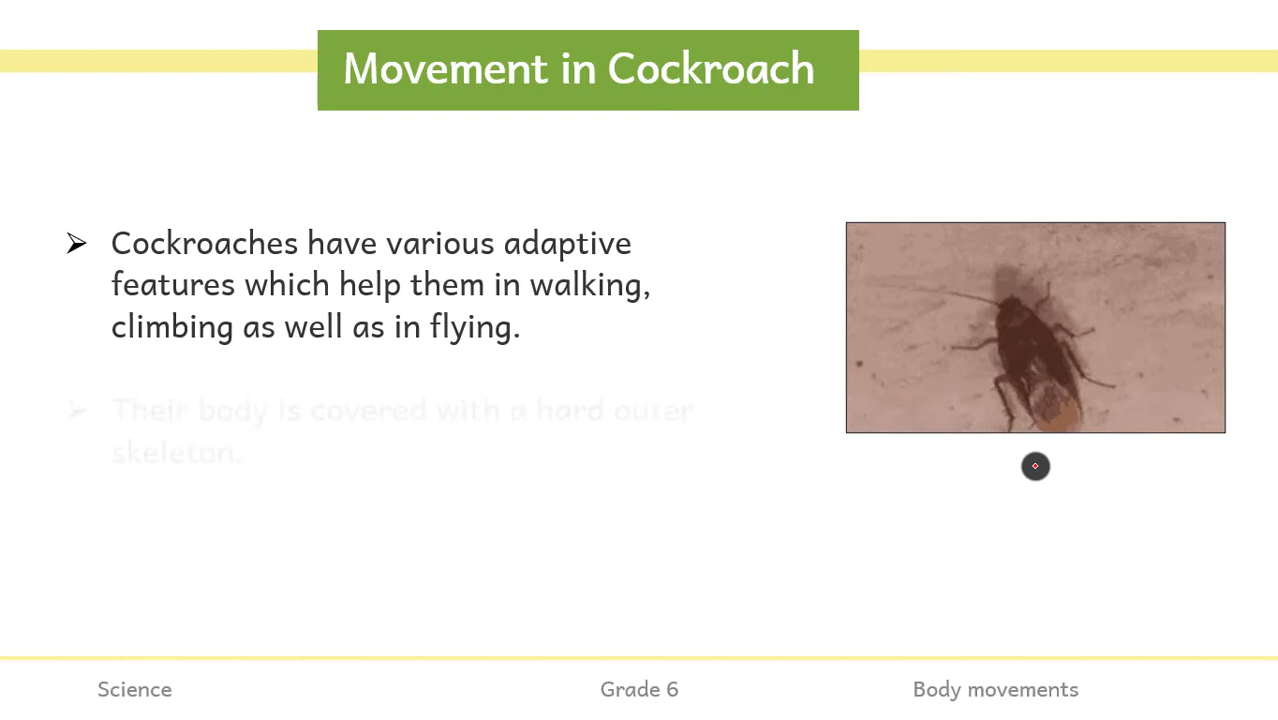 Movement in Cockroach
Cockroaches have various adaptive
features which help them in walking,
climbing as well as in flying.
Their body is covered with a hard outer
skeleton.
Science
Grade 6
Body movements